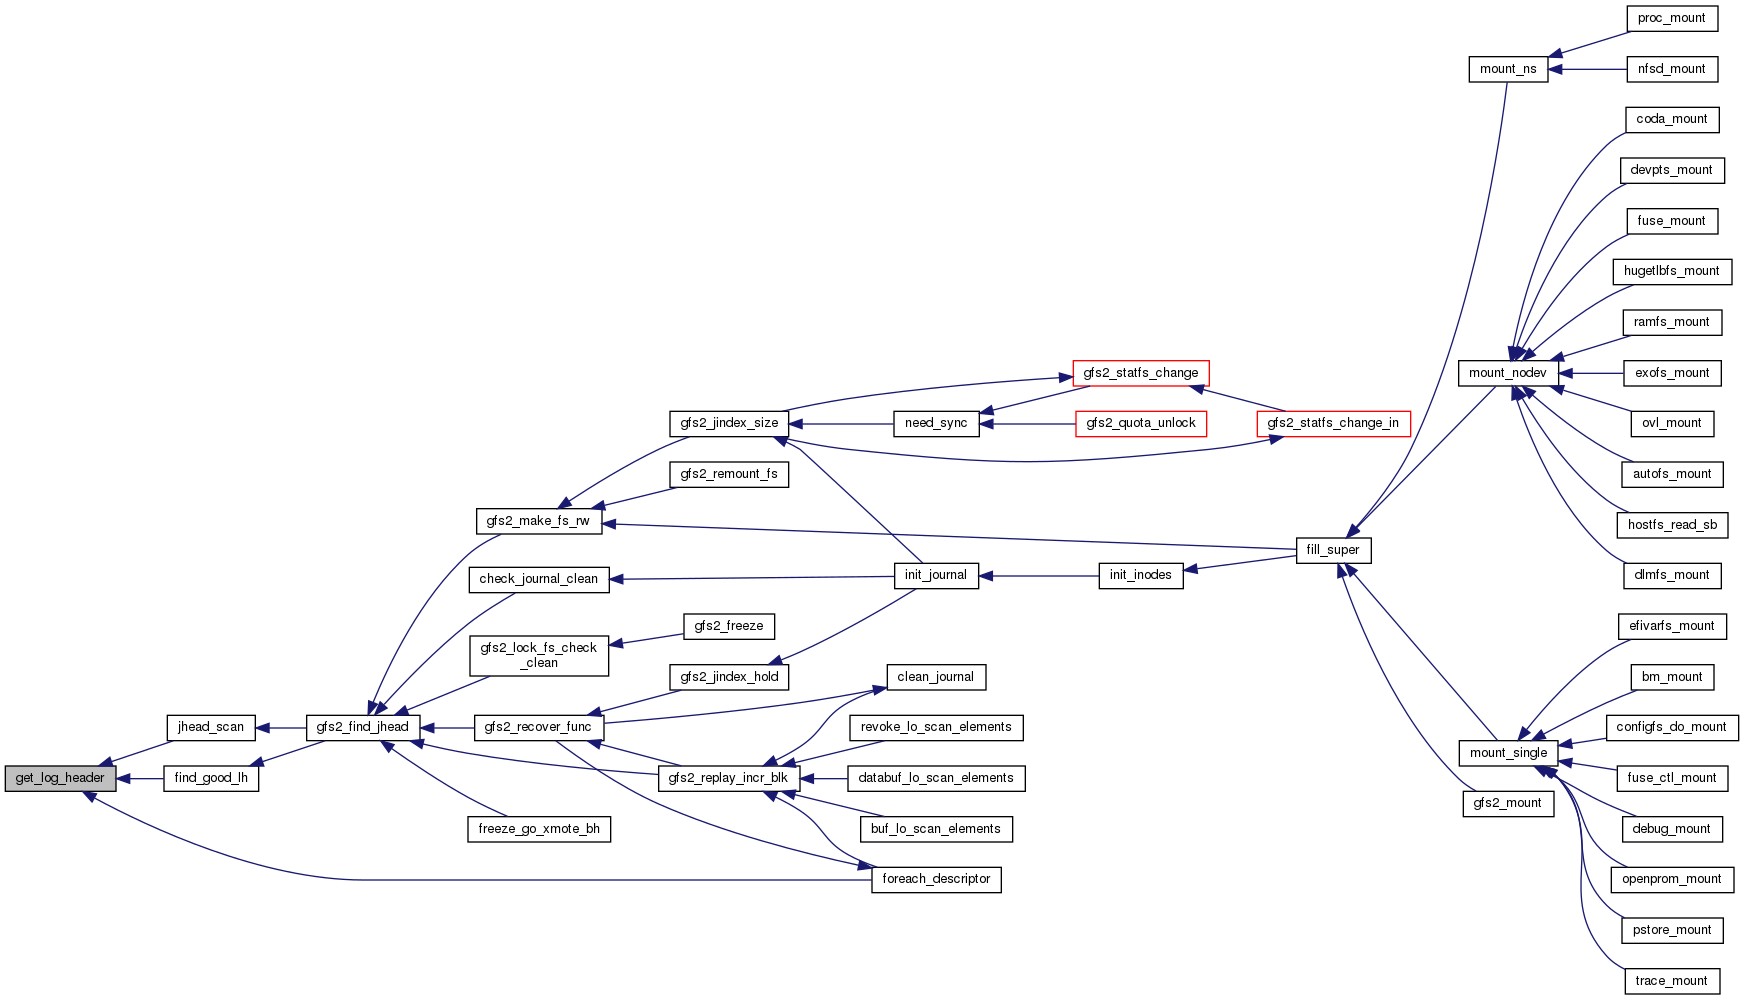 proc_mount
mount_ns
nfsd_mount
coda_mount
devpts_mount
fuse_mount
hugetlbfs_mount
ramfs_mount
gfs2_statfs_change
mount_nodev
exofs_mount
gfs2_jindex_size
need_sync
gfs2_quota_unlock
gfs2_statfs_change_in
ovl_mount
gfs2_remount_fs
autofs_mount
gfs2_make_fs_rw
hostfs_read_sb
fill_super
check_journal_clean
init_journal
init_inodes
dlmfs_mount
gfs2_freeze
efivarfs_mount
gfs2_lock_fs_check
_clean
gfs2_jindex_hold
clean_journal
bm_mount
jhead_scan
gfs2_find_jhead
gfs2_recover_func
revoke_lo_scan_elements
configfs_do_mount
mount_single
get_log_header
find_good_lh
gfs2_replay_incr_blk
databuf_lo_scan_elements
fuse_ctl_mount
gfs2_mount
freeze_go_xmote_bh
buf_lo_scan_elements
debug_mount
foreach_descriptor
openprom_mount
pstore_mount
trace_mount